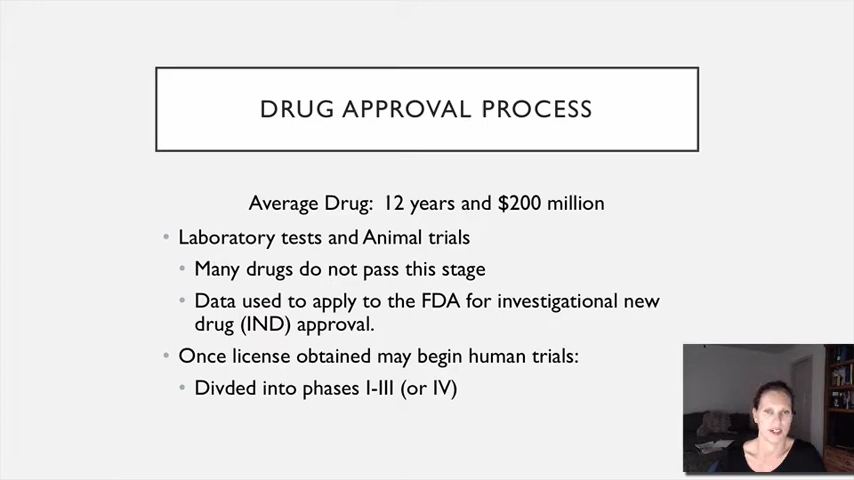 DRUG APPROVAL PROCESS
Average Drug: 12 years and $200 million
• Laboratory tests and Animal trials
• Many drugs do not pass this stage
• Data used to apply to the FDA for investigational new
drug (IND) approval.
• Once license obtained may begin human trials:
• Divded into phases I-III (or IV)